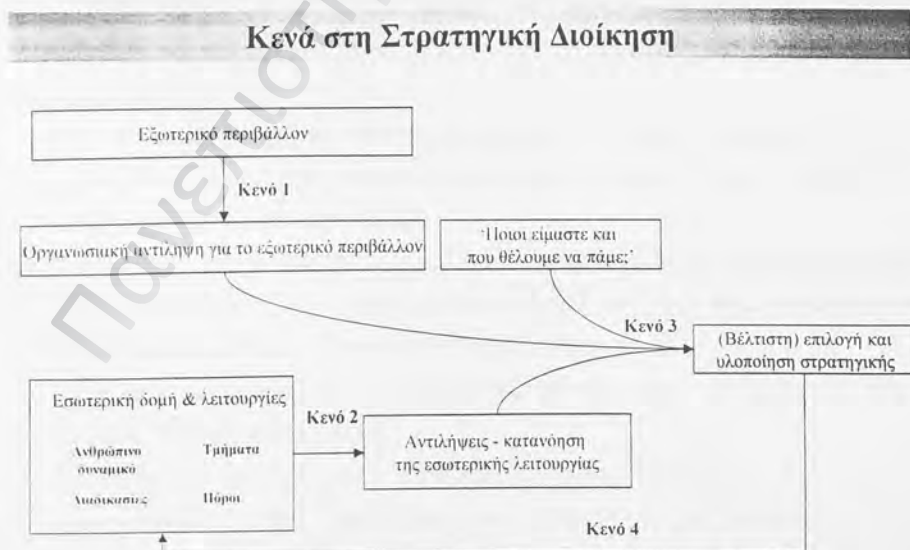 Κενά στη Στρατηγική Διοίκηση
Εξωτερικό περιβάλλον
Κενό 1
Οργανωσιακή αντιληψη για το εξωτερικό περιβάλλον
'Ποιοι είμαστε και
που θέλουμε να πάμε;'
Κενό 3
(Βέλτιστη) επιλογή και
υλοποίηση στρατηγικής
Εσωτερική δομή & λειτουργίες
Ανθρώπινο
δυναμικό
Τμήματα
Διαδικασίες
Πόροι
Κενό 2
Αντιλήψεις - κατανόηση
της εσωτερικής λειτουργίας
Κενό 4